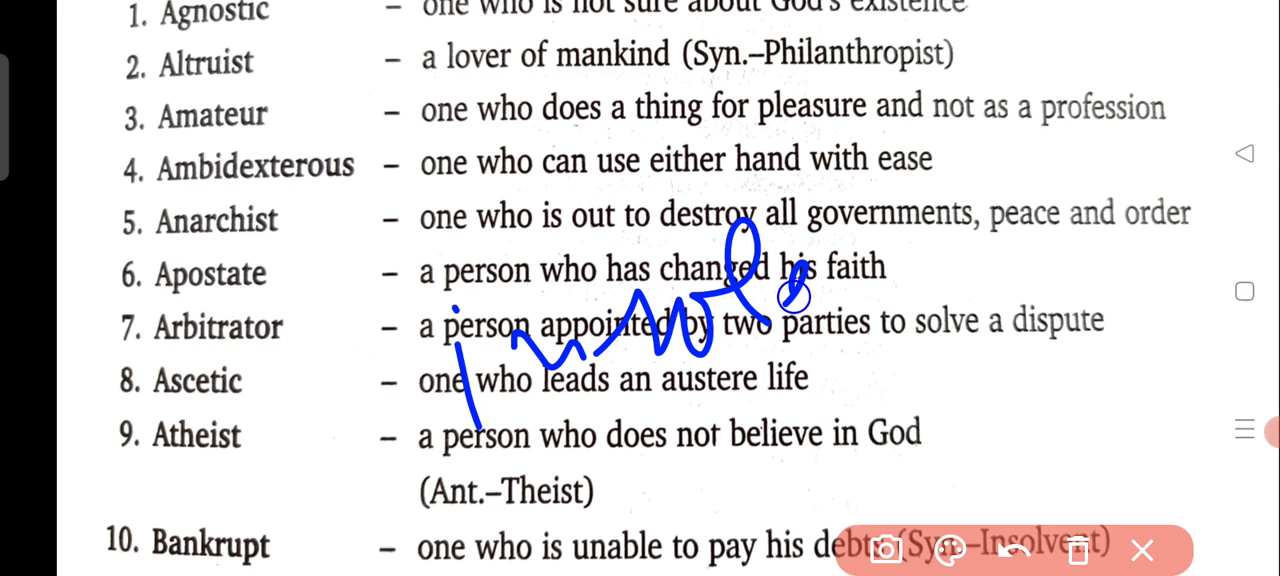 1. Agnostic – one who is not sure about God's existence
2. Altruist – a lover of mankind (Syn.–Philanthropist)
3. Amateur – one who does a thing for pleasure and not as a profession
4. Ambidexterous – one who can use either hand with ease
5. Anarchist – one who is out to destroy all governments, peace and order
6. Apostate – a person who has changed his faith
7. Arbitrator – a person appointed by two parties to solve a dispute
8. Ascetic – one who leads an austere life
9. Atheist – a person who does not believe in God
(Ant.–Theist)
10. Bankrupt – one who is unable to pay his debts (Syn.–Insolvent)